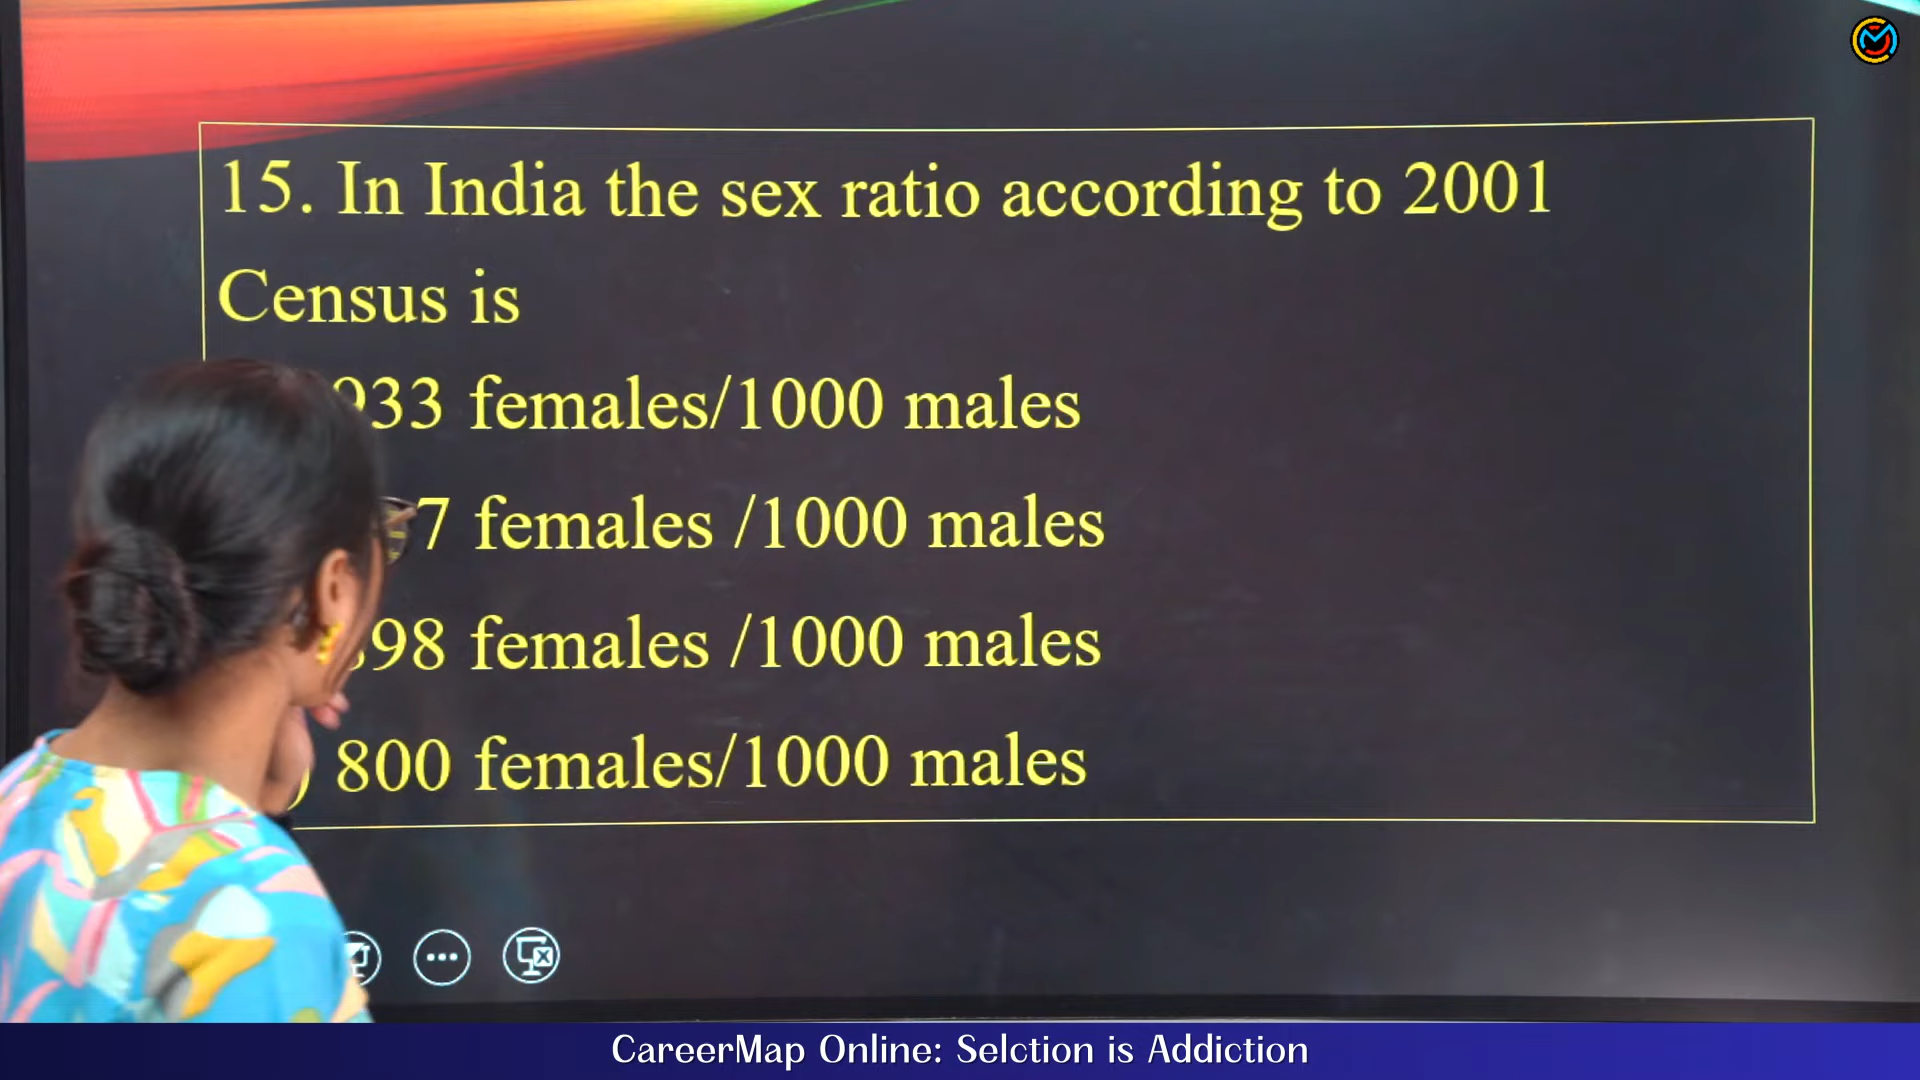 15. In India the sex ratio according to 2001
Census is
933 females/1000 males
7 females /1000 males
98 females /1000 males
) 800 females/1000 males
CareerMap Online: Selction is Addiction